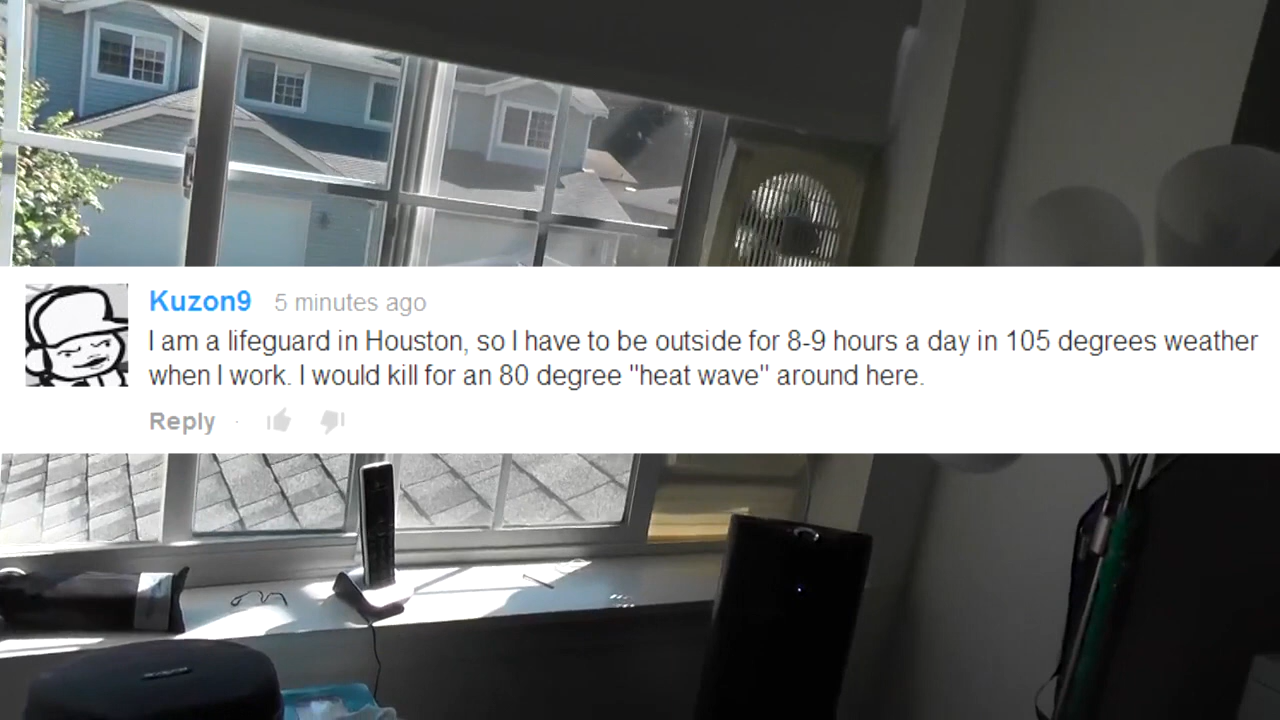 Kuzon9 5 minutes ago
I am a lifeguard in Houston, so I have to be outside for 8-9 hours a day in 105 degrees weather
when I work. I would kill for an 80 degree "heat wave" around here.
Reply ·